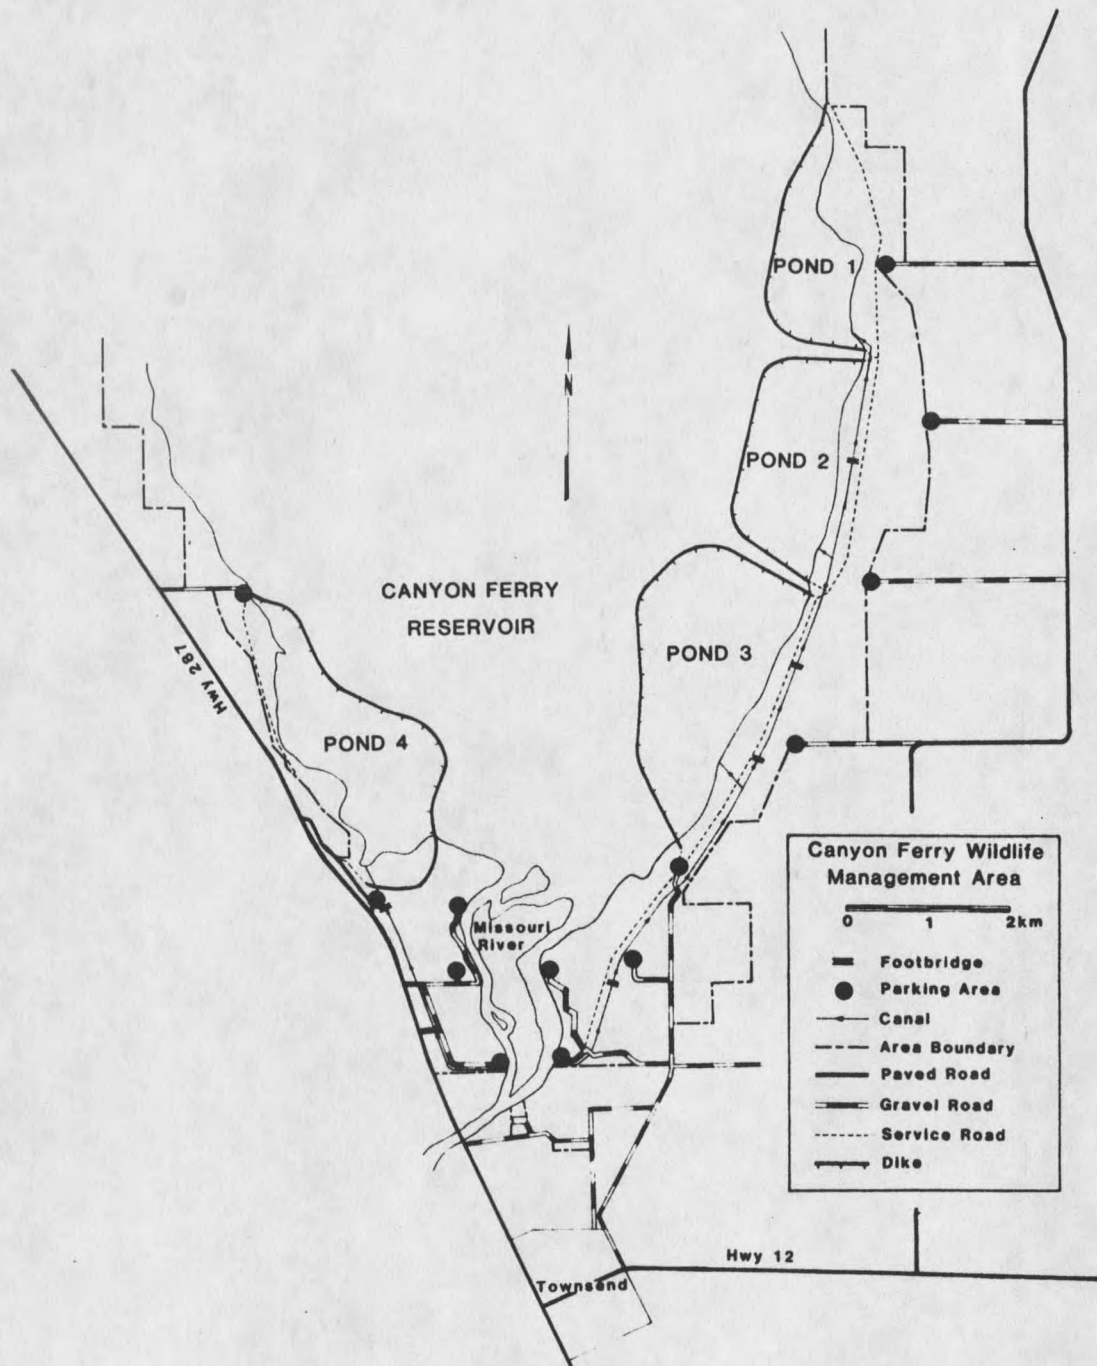 POND 1
N
POND 2
CANYON FERRY
RESERVOIR
POND 3
Hwy 287
POND 4
Missouri
River
Canyon Ferry Wildlife
Management Area
0 1 2km
Footbridge
Parking Area
Canal
Area Boundary
Paved Road
Gravel Road
Service Road
Dike
Hwy 12
Townsend